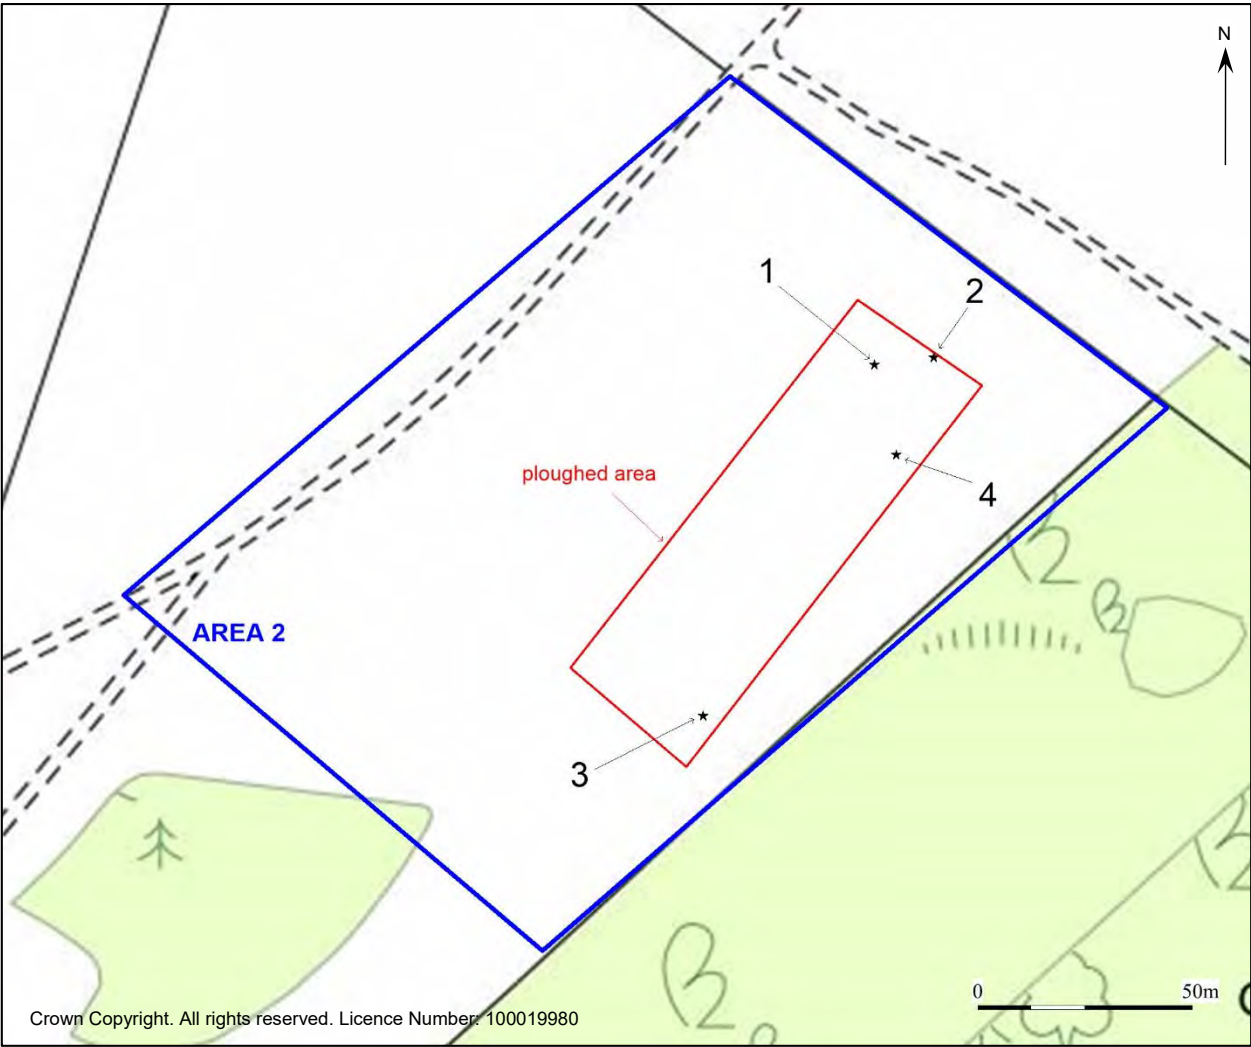 N
1
2
ploughed area
4
AREA 2
3
0 50m
Crown Copyright. All rights reserved. Licence Number: 100019980